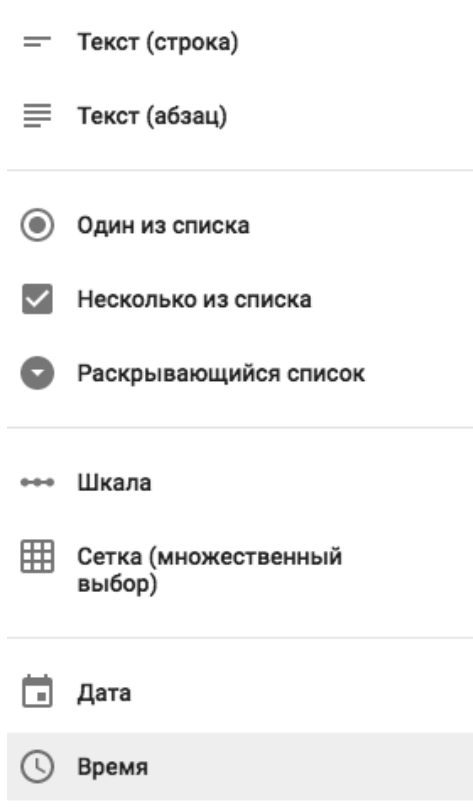 Текст (строка)
Текст (абзац)
Один из списка
Несколько из списка
Раскрывающийся список
Шкала
Сетка (множественный
выбор)
Дата
Время